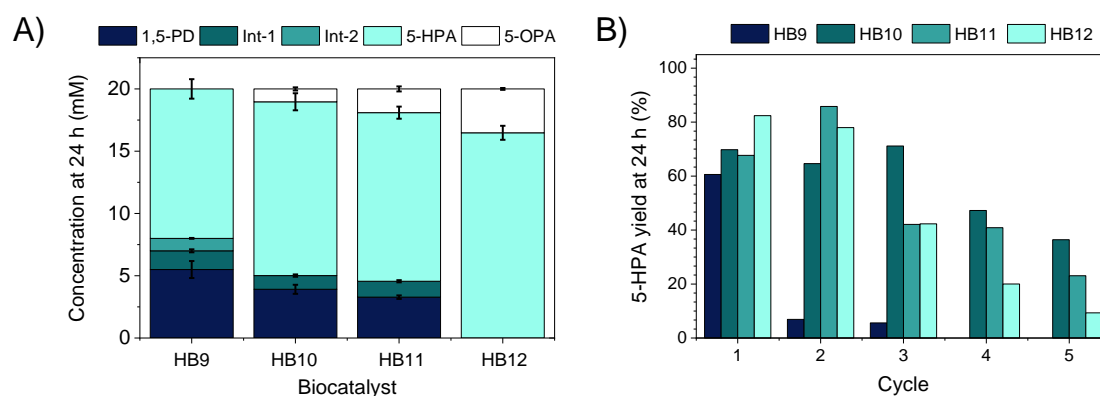 A)
1,5-PD Int-1 Int-2 5-HPA 5-OPA
Concentration at 24 h (mM)
20
15
10
5
0
HB9 HB10 HB11 HB12
Biocatalyst
B)
HB9 HB10 HB11 HB12
5-HPA yield at 24 h (%)
100
80
60
40
20
0
1 2 3 4 5
Cycle